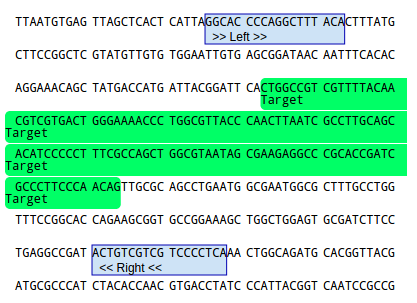 TTAATGTGAG TTAGCTCACT CATTAGGCAC CCCAGGCTTT ACACTTTATG
>> Left >>
CTTCCGGCTC GTATGTTGTG TGGAATTGTG AGCGGATAAC AATTTCACAC
AGGAAACAGC TATGACCATG ATTACGGATT CACTGGCCGT CGTTTTACAA
Target
CGTCGTGACT GGGAAAACCC TGGCGTTACC CAACTTAATC GCCTTGCAGC
Target
ACATCCCCCT TTCGCCAGCT GGCGTAATAG CGAAGAGGCC CGCACCGATC
Target
GCCCTTCCCA ACAGTTGCGC AGCCTGAATG GCGAATGGCG CTTTGCCTGG
Target
TTTCCGGCAC CAGAAGCGGT GCCGGAAAGC TGGCTGGAGT GCGATCTTCC
TGAGGCCGAT ACTGTCGTCG TCCCCTCAAA CTGGCAGATG CACGGTTACG
<< Right <<
ATGCGCCCAT CTACACCAAC GTGACCTATC CCATTACGGT CAATCCGCCG